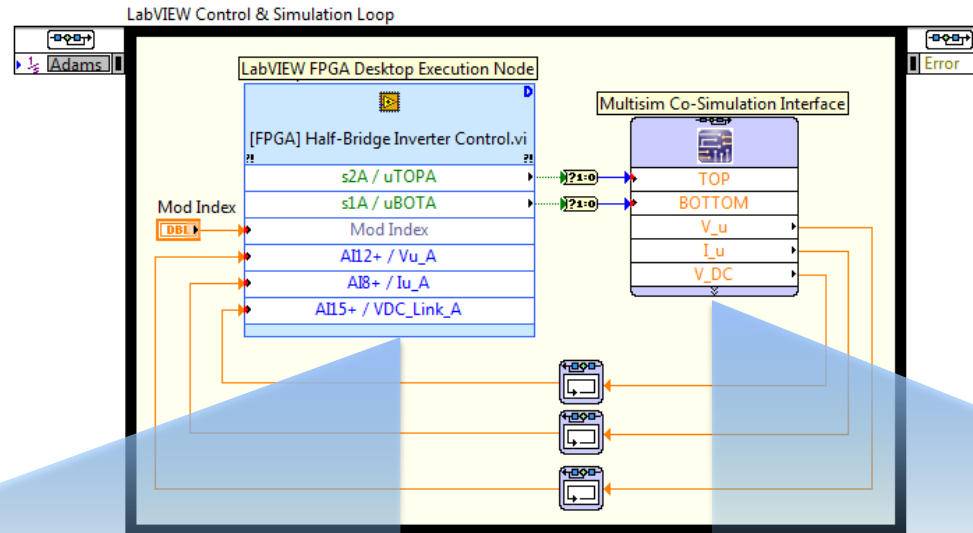 LabVIEW Control & Simulation Loop
Adams
Error
LabVIEW FPGA Desktop Execution Node
D
[FPGA] Half-Bridge Inverter Control.vi
?! ?!
s2A / uTOPA
s1A / uBOTA
Mod Index
AI12+ / Vu_A
AI8+ / Iu_A
AI15+ / VDC_Link_A
Mod Index
DBL
?1:0
?1:0
Multisim Co-Simulation Interface
TOP
BOTTOM
V_u
I_u
V_DC